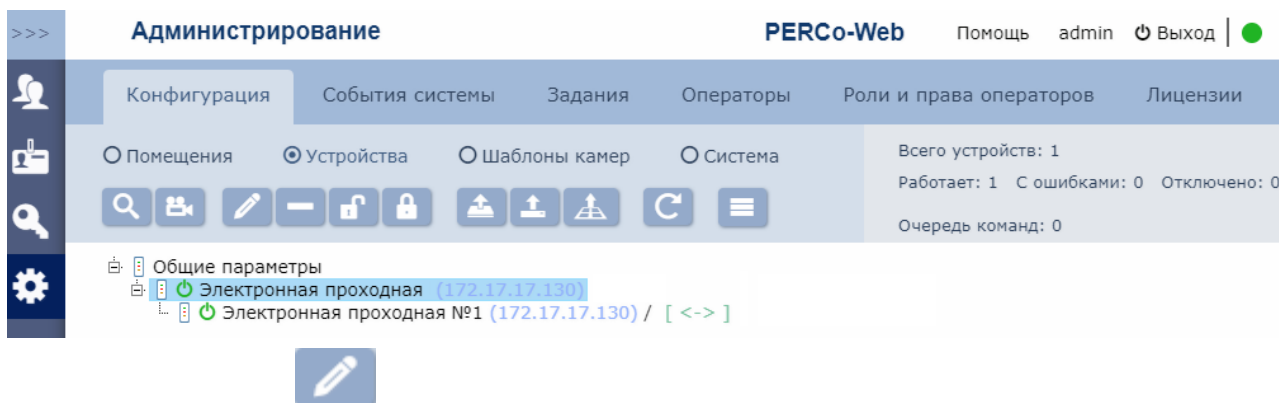 >>> Администрирование PERCo-Web Помощь admin Выход
Конфигурация События системы Задания Операторы Роли и права операторов Лицензии
Помещения Устройства Шаблоны камер Система
Всего устройств: 1
Работает: 1 С ошибками: 0 Отключено: 0
Очередь команд: 0
Общие параметры
Электронная проходная (172.17.17.130)
Электронная проходная №1 (172.17.17.130) / [ <-> ]